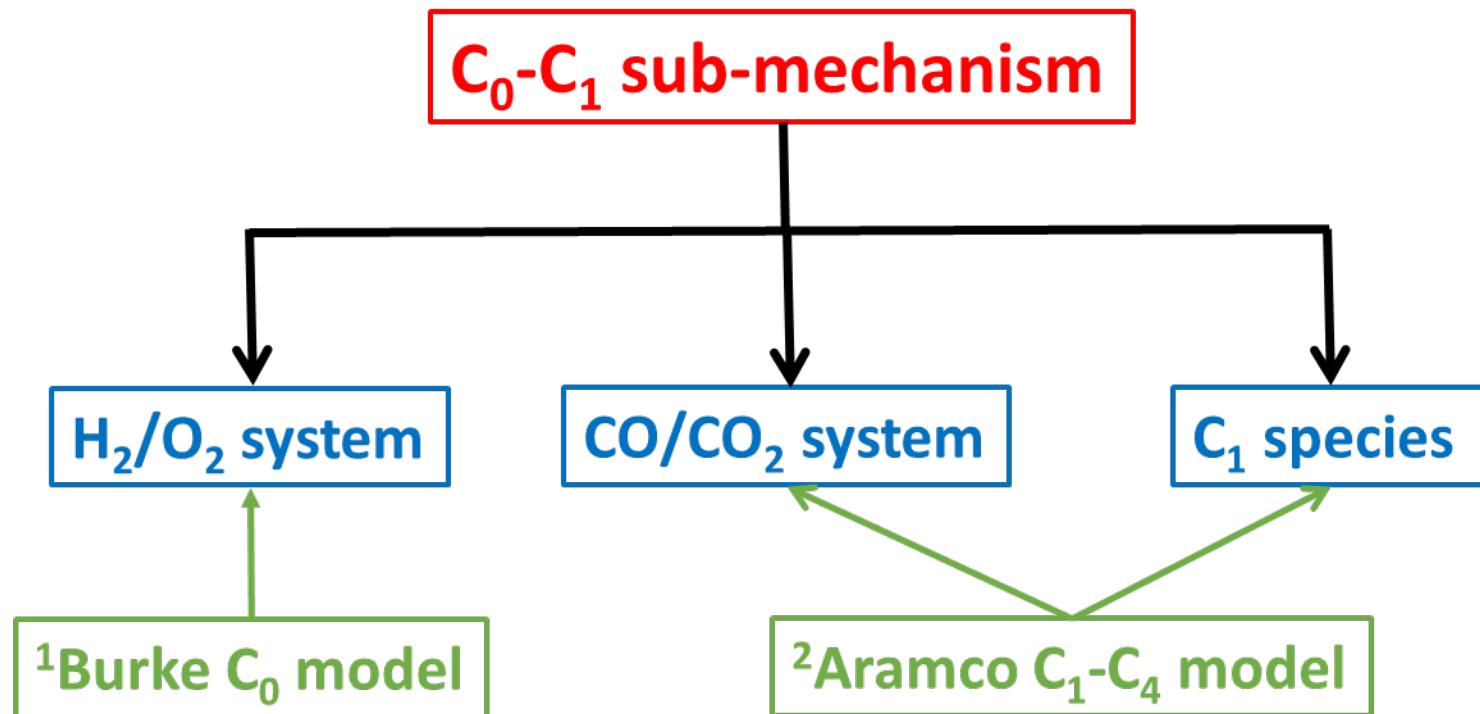 C₀-C₁ sub-mechanism
H₂/O₂ system
CO/CO₂ system
C₁ species
¹Burke C₀ model
²Aramco C₁-C₄ model